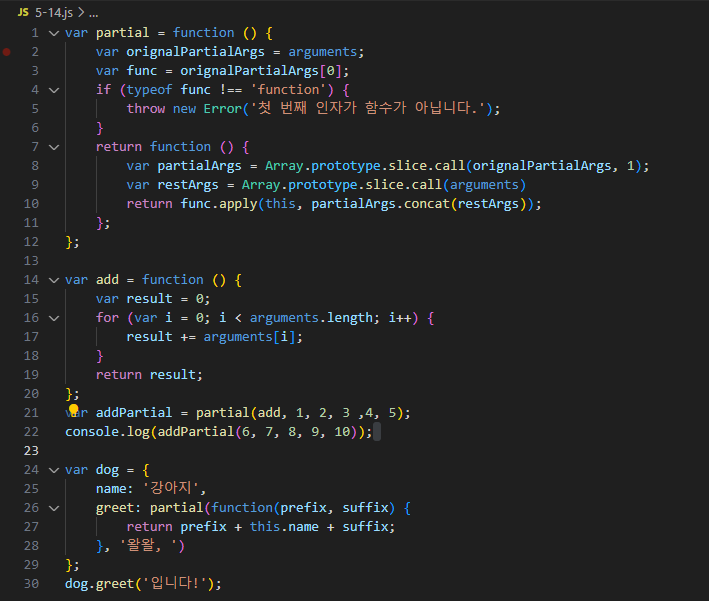 JS 5-14.js > ...
1 var partial = function () {
2 var orignalPartialArgs = arguments;
3 var func = orignalPartialArgs[0];
4 if (typeof func !== 'function') {
5 throw new Error('첫 번째 인자가 함수가 아닙니다.');
6 }
7 return function () {
8 var partialArgs = Array.prototype.slice.call(orignalPartialArgs, 1);
9 var restArgs = Array.prototype.slice.call(arguments)
10 return func.apply(this, partialArgs.concat(restArgs));
11 };
12 };
13
14 var add = function () {
15 var result = 0;
16 for (var i = 0; i < arguments.length; i++) {
17 result += arguments[i];
18 }
19 return result;
20 };
21 var addPartial = partial(add, 1, 2, 3 ,4, 5);
22 console.log(addPartial(6, 7, 8, 9, 10));
23
24 var dog = {
25 name: '강아지',
26 greet: partial(function(prefix, suffix) {
27 return prefix + this.name + suffix;
28 }, '왈왈, ')
29 };
30 dog.greet('입니다!');